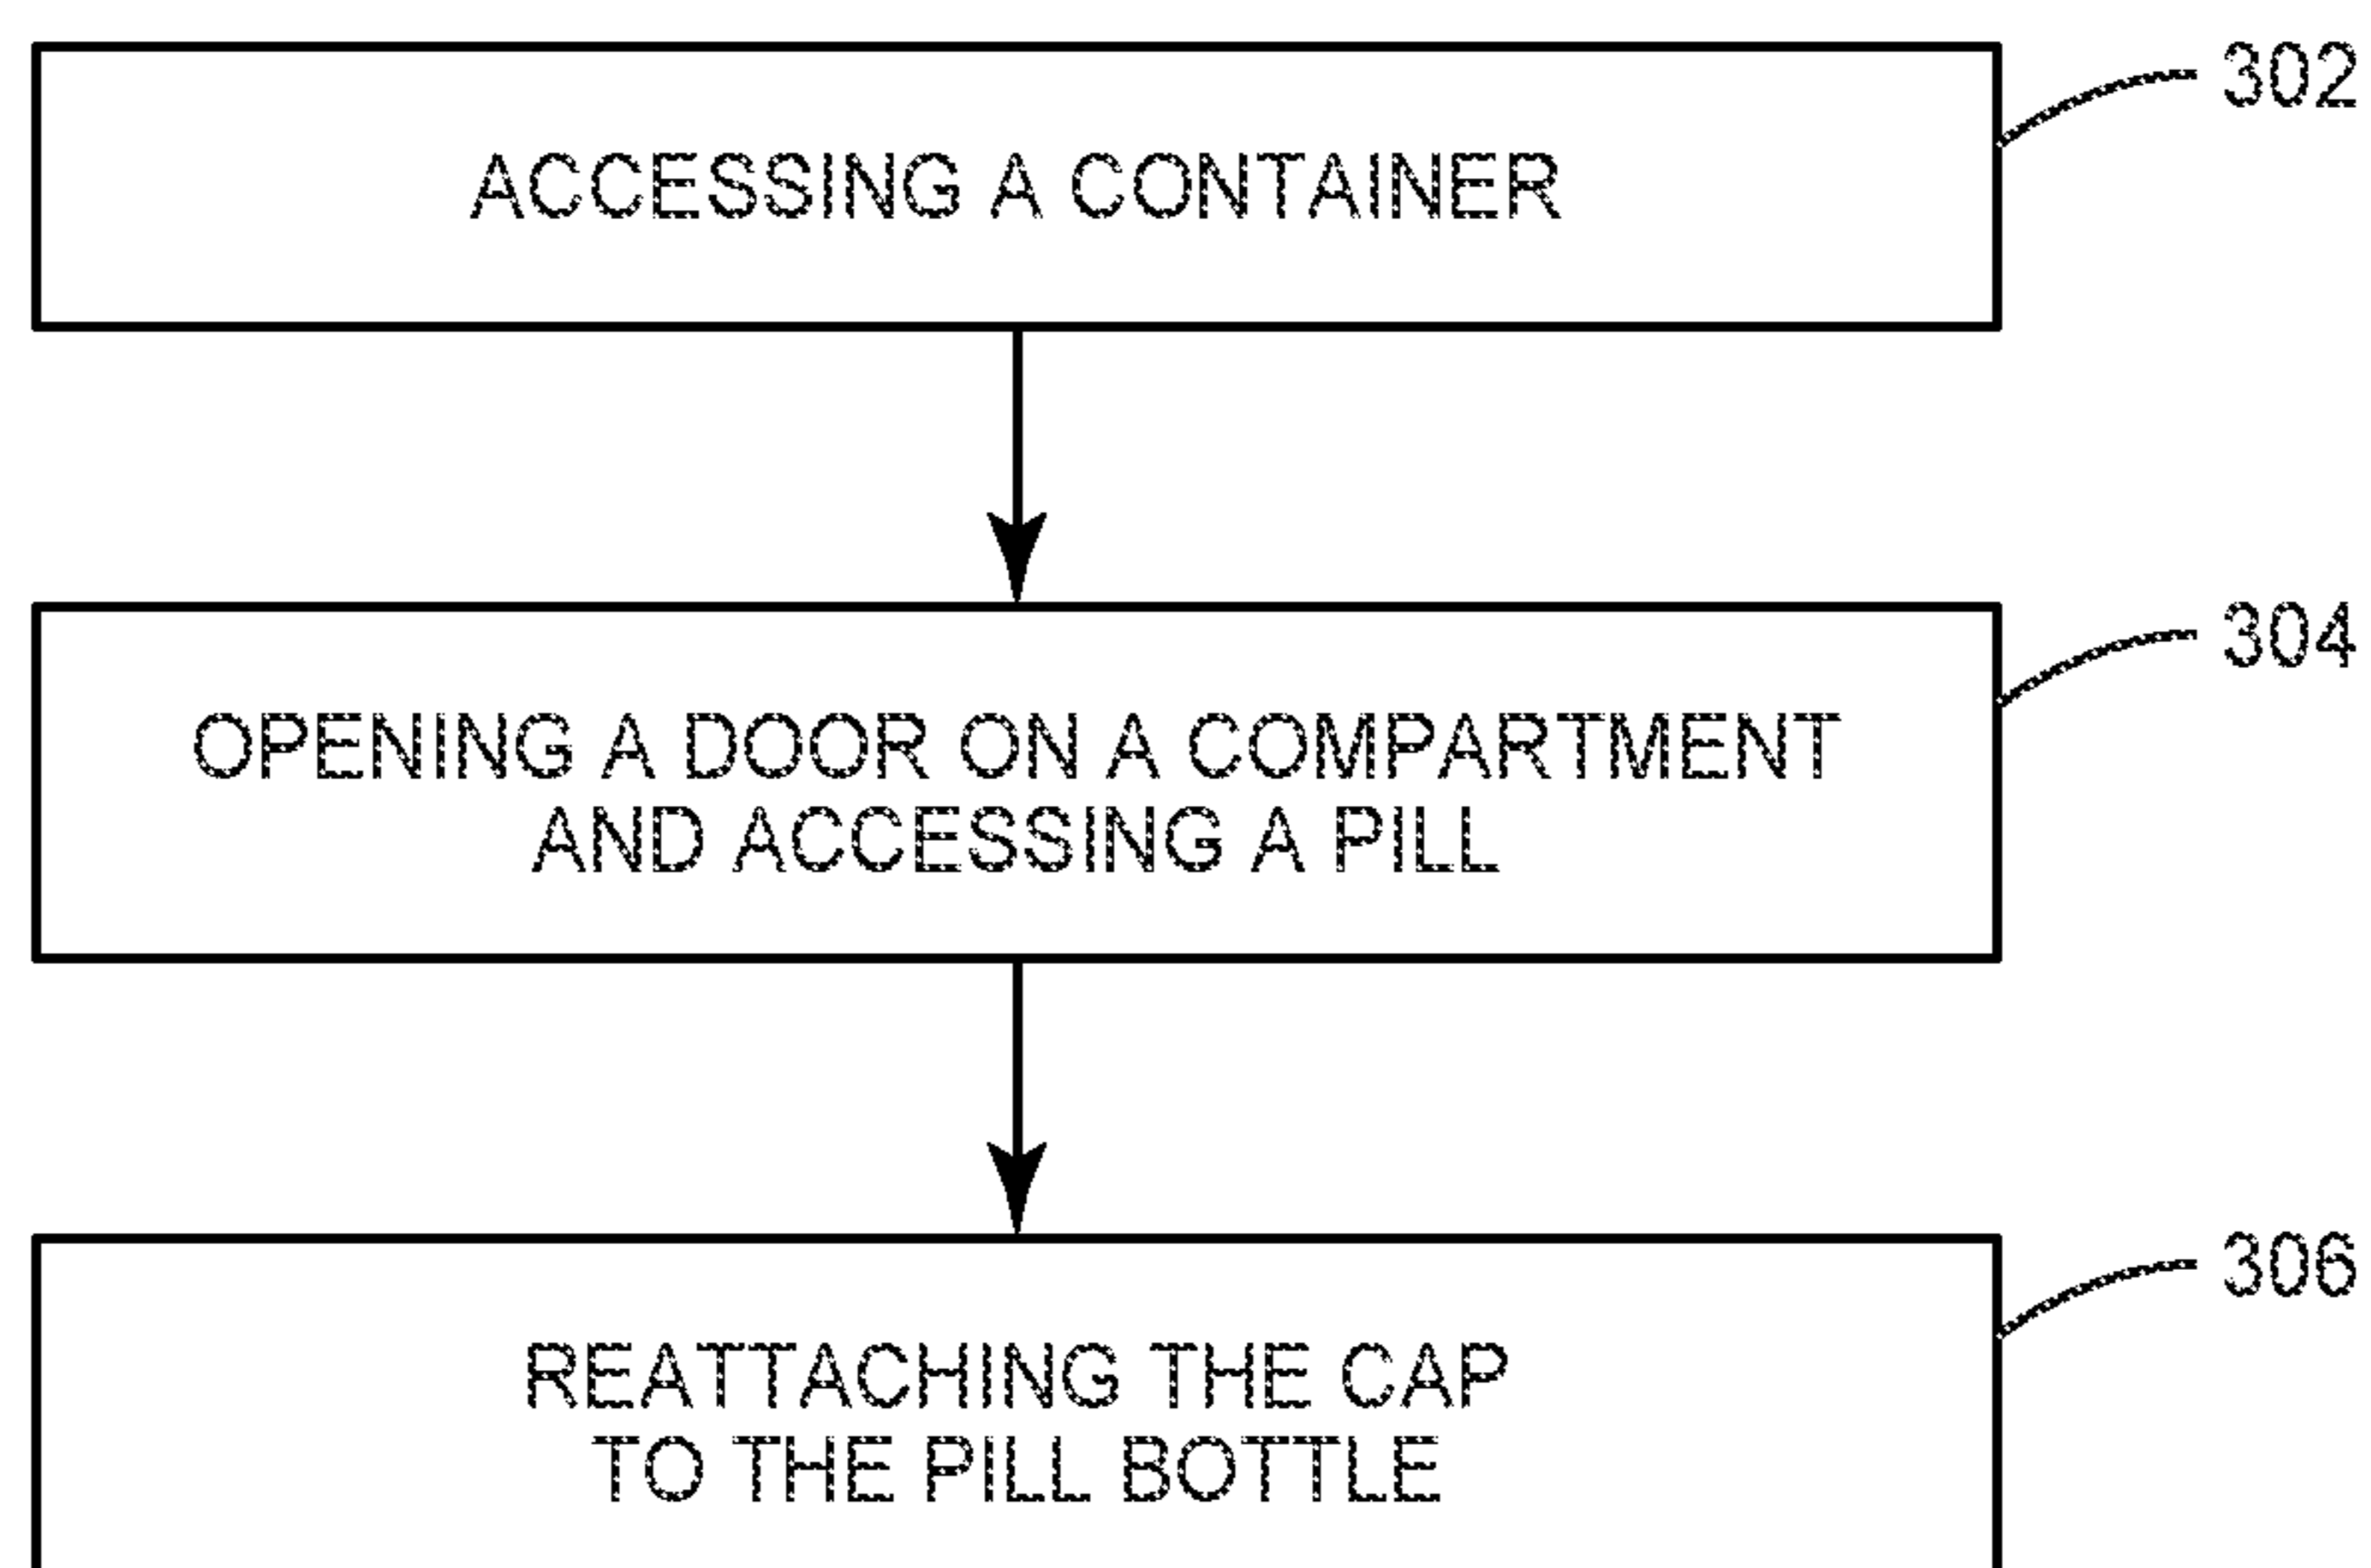 302
ACCESSING A CONTAINER
304
OPENING A DOOR ON A COMPARTMENT
AND ACCESSING A PILL
306
REATTACHING THE CAP
TO THE PILL BOTTLE